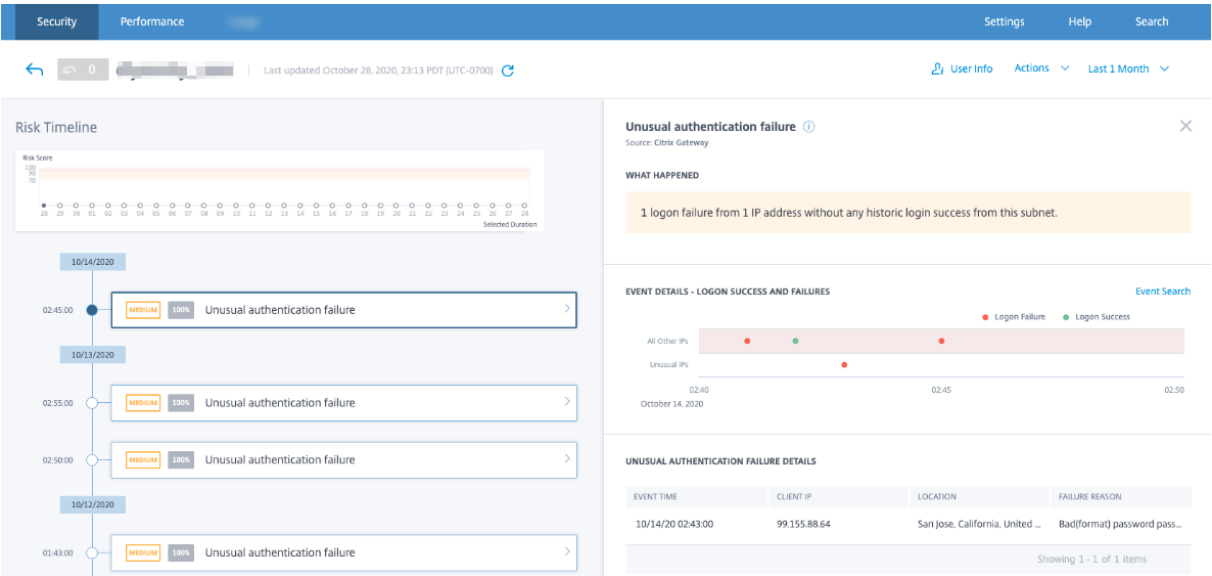 Security Performance Settings Help Search
0 Last updated October 28, 2020, 23:13 PDT (UTC-0700) User Info Actions Last 1 Month
Risk Timeline
Risk Score
100
90
70
28 29 30 01 02 03 04 05 06 07 08 09 10 11 12 13 14 15 16 17 18 19 20 21 22 23 24 25 26 27 28
Selected Duration
10/14/2020
02:45:00 MEDIUM 100% Unusual authentication failure
10/13/2020
02:55:00 MEDIUM 100% Unusual authentication failure
02:50:00 MEDIUM 100% Unusual authentication failure
10/12/2020
01:43:00 MEDIUM 100% Unusual authentication failure
Unusual authentication failure
Source: Citrix Gateway
WHAT HAPPENED
1 logon failure from 1 IP address without any historic login success from this subnet.
EVENT DETAILS - LOGON SUCCESS AND FAILURES Event Search
Logon Failure Logon Success
All Other IPs
Unusual IPs
02:40 02:45 02:50
October 14, 2020
UNUSUAL AUTHENTICATION FAILURE DETAILS
EVENT TIME CLIENT IP LOCATION FAILURE REASON
10/14/20 02:43:00 99.155.88.64 San Jose, California, United ... Bad(format) password pass...
Showing 1 - 1 of 1 items